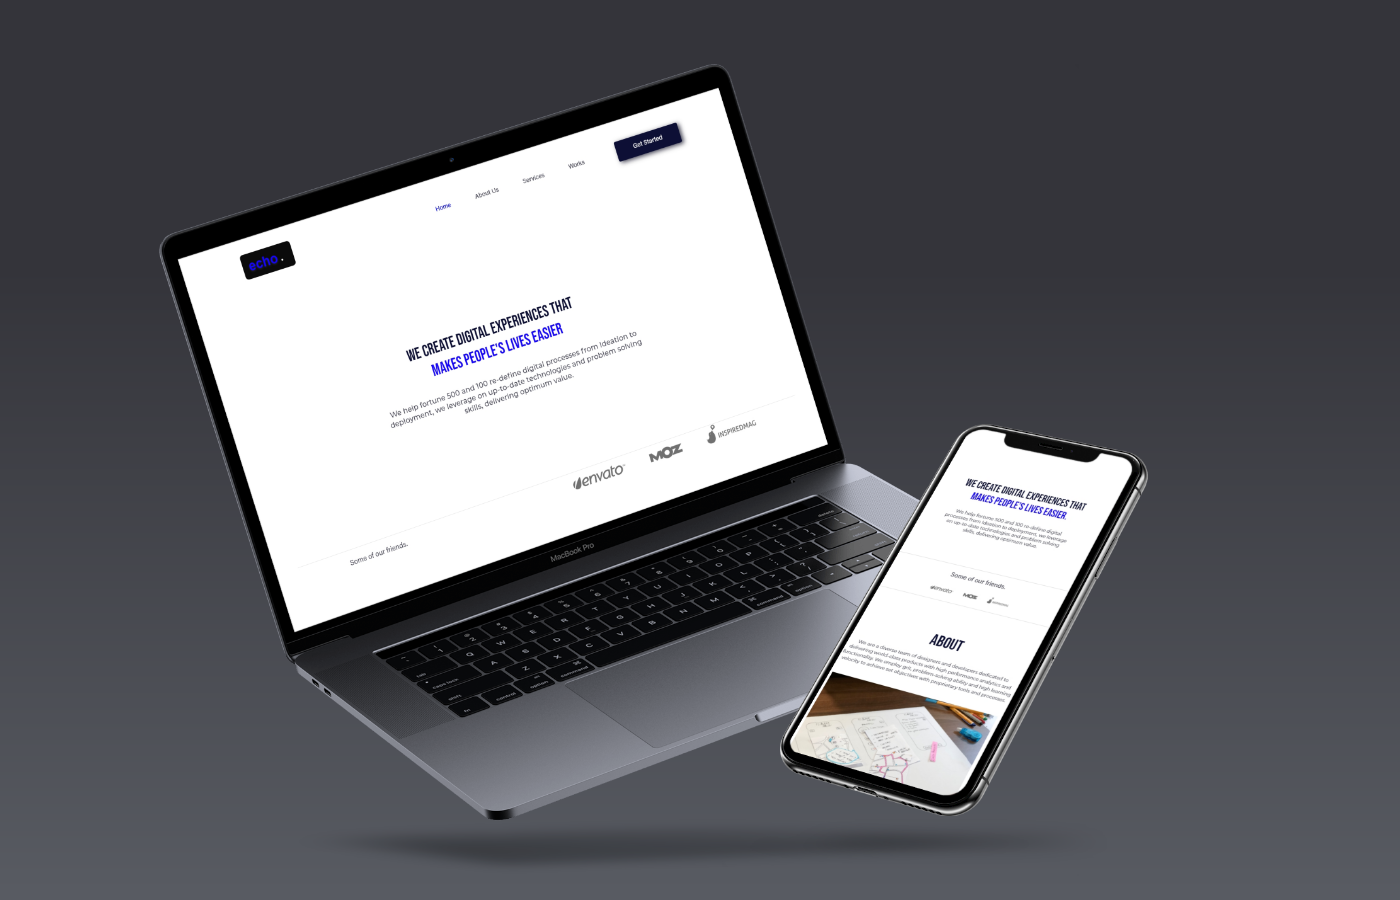 Home
About Us
Services
Works
Get Started
echo.
WE CREATE DIGITAL EXPERIENCES THAT
MAKES PEOPLE'S LIVES EASIER
We help fortune 500 and 100 re-define digital processes from ideation to
deployment, we leverage on up-to-date technologies and problem solving
skills, delivering optimum value.
Some of our friends.
envato
MOZ
INSPIREDMAG
MacBook Pro
WE CREATE DIGITAL EXPERIENCES THAT
MAKES PEOPLE'S LIVES EASIER
We help fortune 500 and 100 re-define digital
processes from ideation to deployment, we leverage
on up-to-date technologies and problem solving
skills, delivering optimum value.
Some of our friends.
envato
MOZ
ABOUT
We are a diverse team of designers and developers dedicated to
delivering world-class products with high performance analytics and
functionality. We employ grit, problem-solving ability and high learning
velocity to achieve set objectives with proprietary tools and processes.